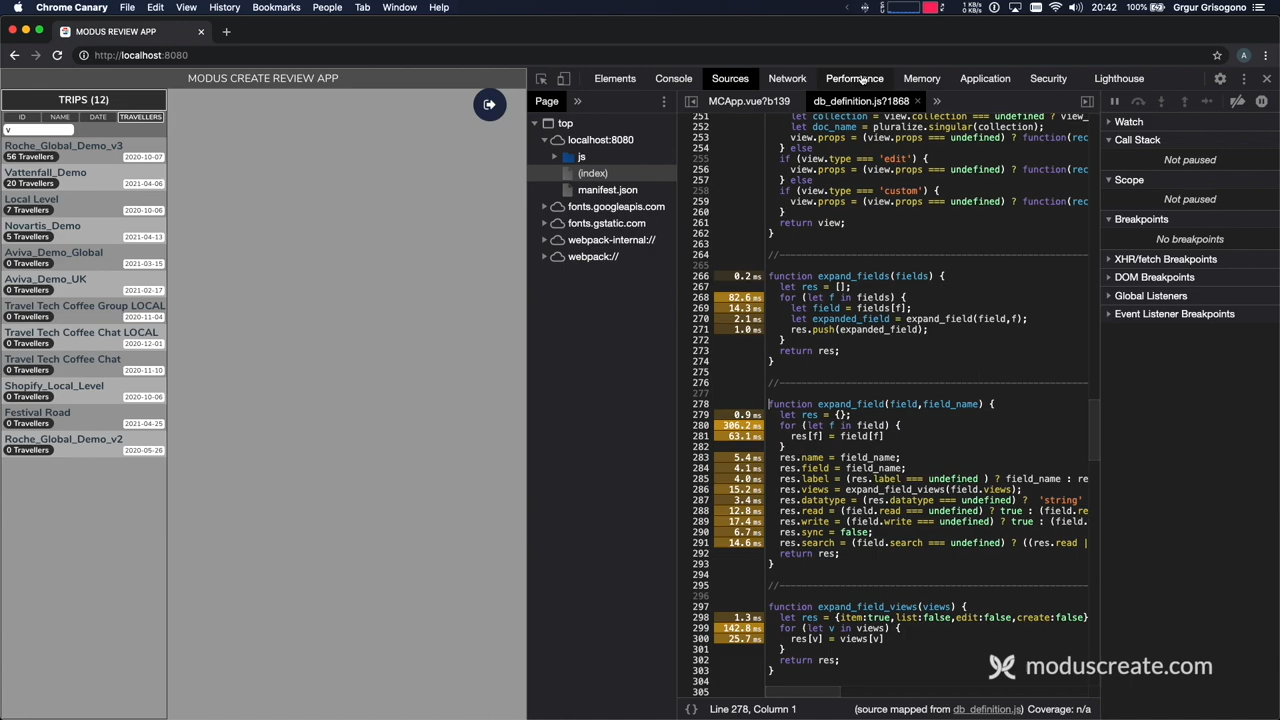 Chrome Canary File Edit View History Bookmarks People Tab Window Help 1 KB/s 0 KB/s 20:42 100% Grgur Grisogono
MODUS REVIEW APP
http://localhost:8080 A
MODUS CREATE REVIEW APP
TRIPS (12)
ID NAME DATE TRAVELLERS
v
Roche_Global_Demo_v3
56 Travellers 2020-10-07
Vattenfall_Demo
20 Travellers 2021-04-06
Local Level
7 Travellers 2020-10-06
Novartis_Demo
5 Travellers 2021-04-13
Aviva_Demo_Global
0 Travellers 2021-03-15
Aviva_Demo_UK
0 Travellers 2021-02-17
Travel Tech Coffee Group LOCAL
0 Travellers 2020-11-04
Travel Tech Coffee Chat LOCAL
0 Travellers 2020-12-01
Travel Tech Coffee Chat
0 Travellers 2020-11-10
Shopify_Local_Level
0 Travellers 2020-10-06
Festival Road
0 Travellers 2021-04-25
Roche_Global_Demo_v2
0 Travellers 2020-05-26
Elements Console Sources Network Performance Memory Application Security Lighthouse
Page »
top
localhost:8080
js
(index)
manifest.json
fonts.googleapis.com
fonts.gstatic.com
webpack-internal://
webpack://
MCApp.vue?b139 db_definition.js?1868 × »
251 let collection = view.collection === undefined ? view.
252 let doc_name = pluralize.singular(collection);
253 view.props = (view.props === undefined) ? function(rec
254 } else
255 if (view.type === 'edit') {
256 view.props = (view.props === undefined) ? function(rec
257 } else
258 if (view.type === 'custom') {
259 view.props = (view.props === undefined) ? function(rec
260 }
261 return view;
262 }
263
264 //
265
266 0.2 ms function expand_fields(fields) {
267 let res = [];
268 82.6 ms for (let f in fields) {
269 14.3 ms let field = fields[f];
270 2.1 ms let expanded_field = expand_field(field,f);
271 1.0 ms res.push(expanded_field);
272 }
273 return res;
274 }
275
276 //
277
278 function expand_field(field,field_name) {
279 0.9 ms let res = {};
280 306.2 ms for (let f in field) {
281 63.1 ms res[f] = field[f]
282 }
283 5.4 ms res.name = field_name;
284 4.1 ms res.field = field_name;
285 4.0 ms res.label = (res.label === undefined ) ? field_name : re
286 15.2 ms res.views = expand_field_views(field.views);
287 3.4 ms res.datatype = (res.datatype === undefined) ? 'string'
288 12.8 ms res.read = (field.read === undefined) ? true : (field.re
289 17.4 ms res.write = (field.write === undefined) ? true : (field.
290 6.7 ms res.sync = false;
291 14.6 ms res.search = (field.search === undefined) ? ((res.read |
292 return res;
293 }
294
295 //
296
297 function expand_field_views(views) {
298 1.3 ms let res = {item:true,list:false,edit:false,create:false}
299 142.8 ms for (let v in views) {
300 25.7 ms res[v] = views[v]
301 }
302 return res;
303 }
304
305
{ } Line 278, Column 1 (source mapped from db_definition.js) Coverage: n/a
Watch
Call Stack
Not paused
Scope
Not paused
Breakpoints
No breakpoints
XHR/fetch Breakpoints
DOM Breakpoints
Global Listeners
Event Listener Breakpoints
moduscreate.com